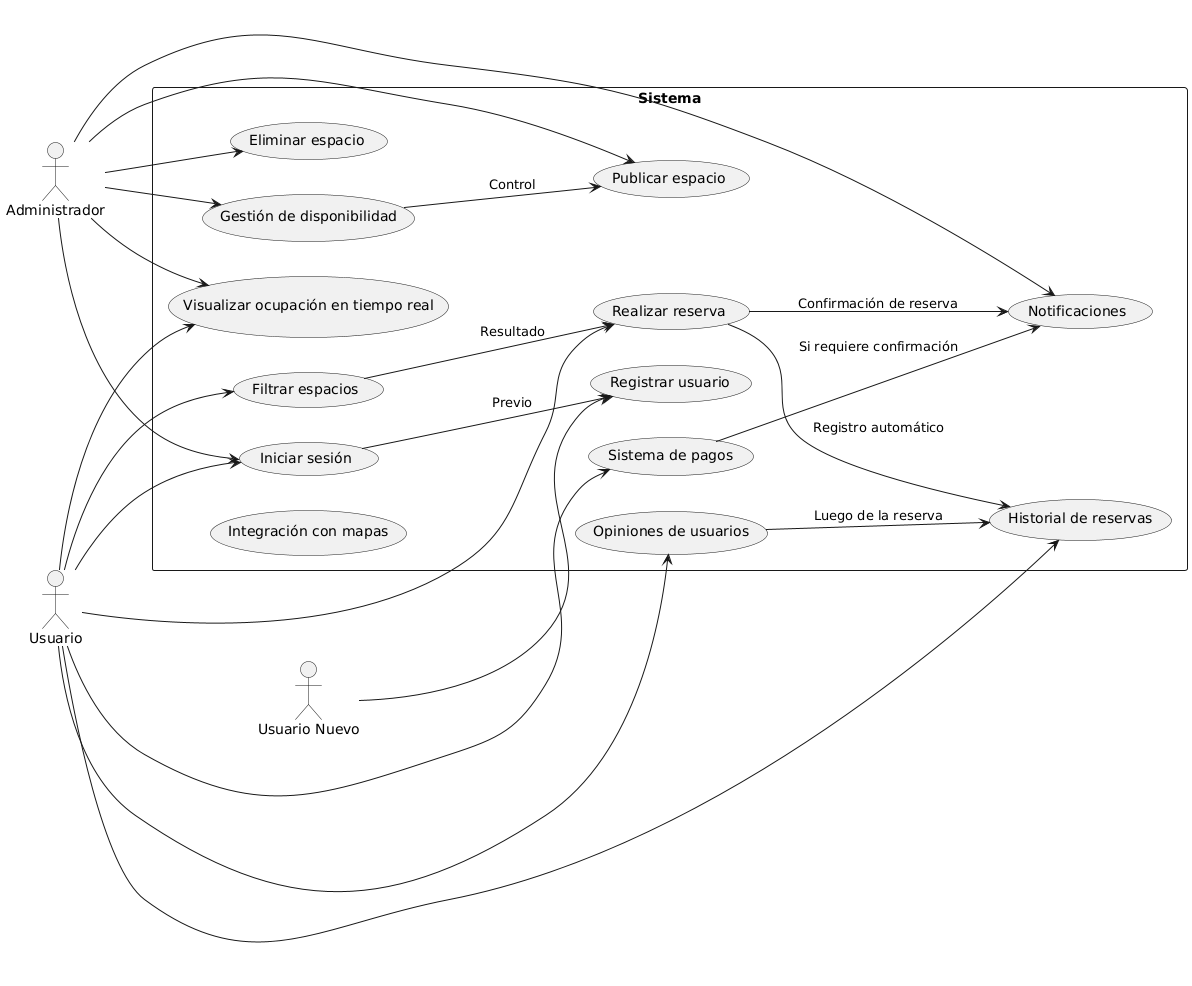 Sistema
Eliminar espacio
Publicar espacio
Control
Administrador
Gestión de disponibilidad
Visualizar ocupación en tiempo real
Realizar reserva
Confirmación de reserva
Notificaciones
Resultado
Si requiere confirmación
Filtrar espacios
Registrar usuario
Previo
Registro automático
Iniciar sesión
Sistema de pagos
Integración con mapas
Opiniones de usuarios
Luego de la reserva
Historial de reservas
Usuario
Usuario Nuevo